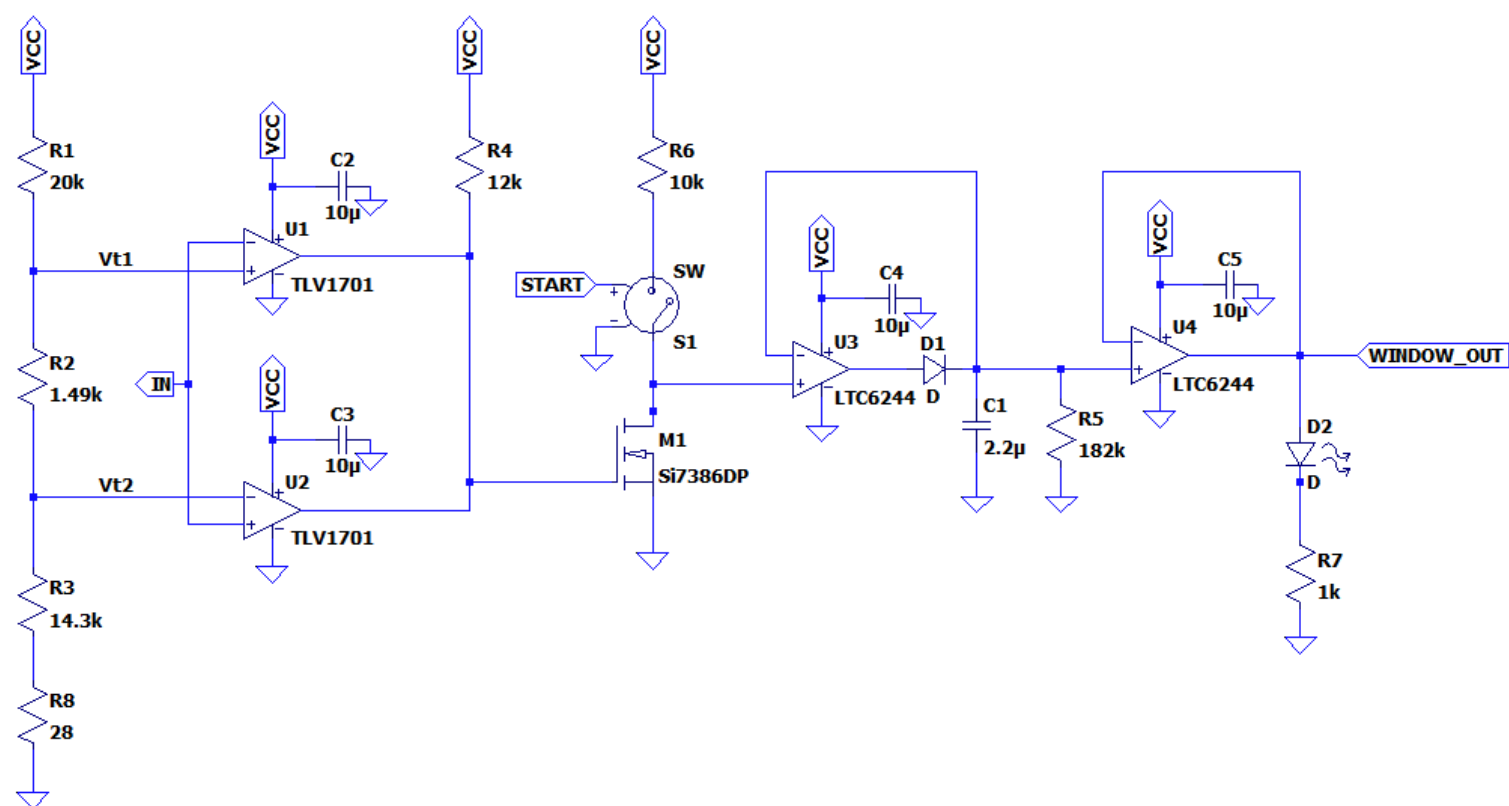 VCC
VCC
VCC
VCC
R1
20k
C2
10µ
R4
12k
R6
10k
Vt1
U1
TLV1701
START
SW
S1
VCC
C4
10µ
U3
LTC6244
D1
D
VCC
C5
10µ
U4
LTC6244
WINDOW_OUT
R2
1.49k
IN
VCC
C3
10µ
Vt2
U2
TLV1701
M1
Si7386DP
C1
2.2µ
R5
182k
D2
D
R3
14.3k
R7
1k
R8
28